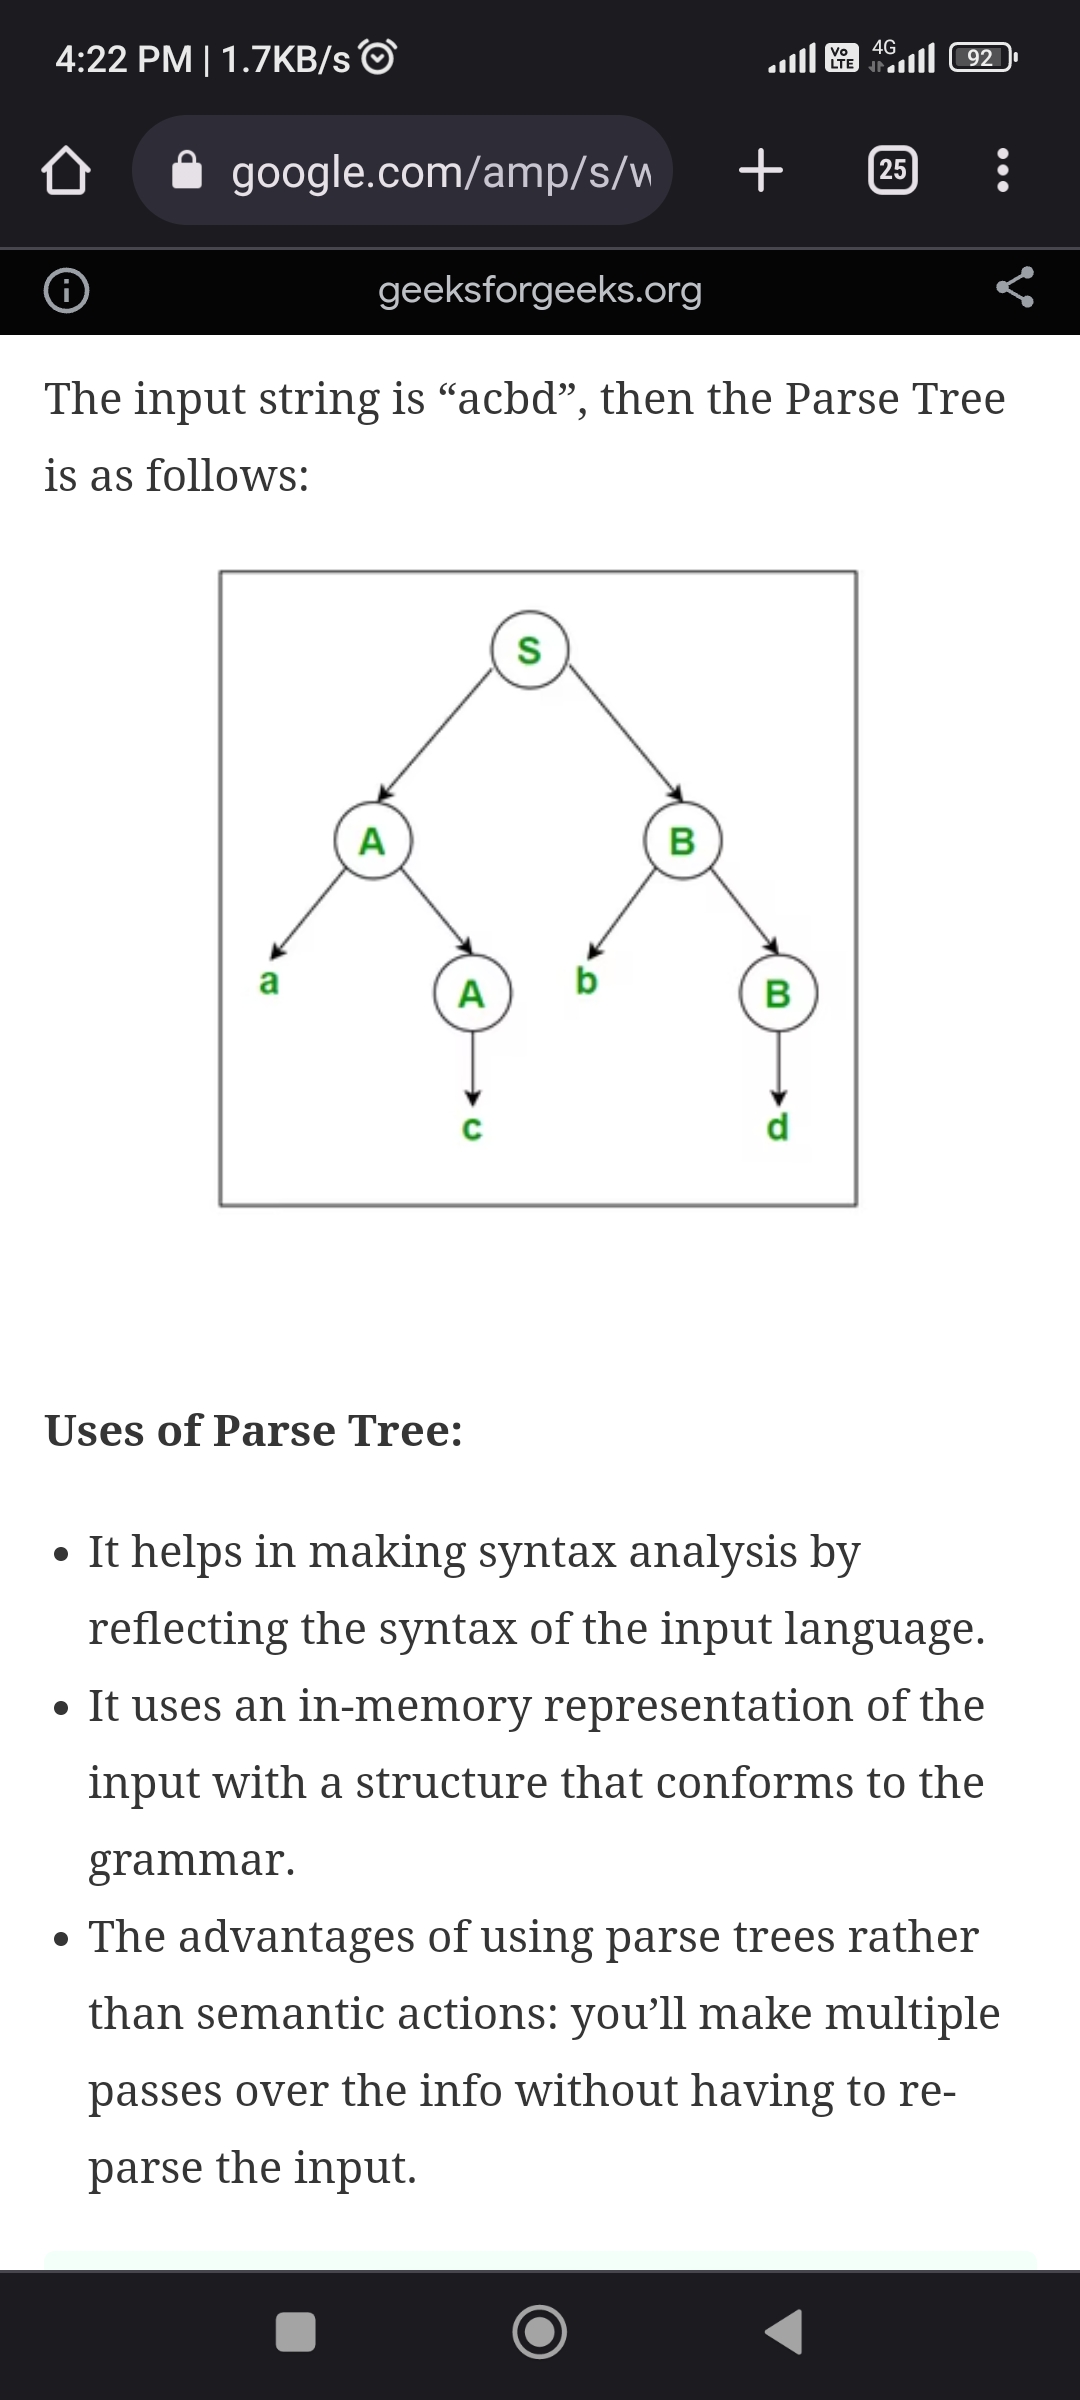 4:22 PM | 1.7KB/s
Vo LTE 4G 92
google.com/amp/s/w
25
geeksforgeeks.org
The input string is “acbd”, then the Parse Tree
is as follows:
S
A B
a A b B
c d
Uses of Parse Tree:
• It helps in making syntax analysis by
reflecting the syntax of the input language.
• It uses an in-memory representation of the
input with a structure that conforms to the
grammar.
• The advantages of using parse trees rather
than semantic actions: you’ll make multiple
passes over the info without having to re-
parse the input.